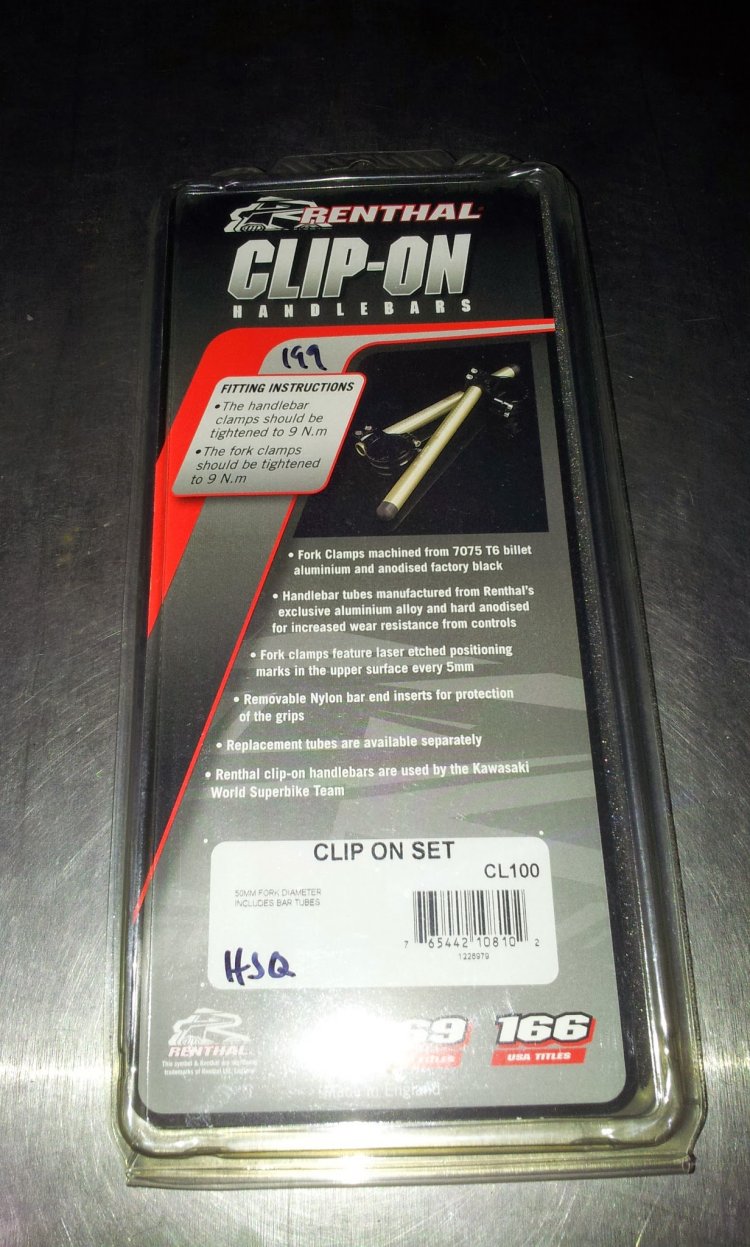 RENTHAL
CLIP-ON
HANDLEBARS
199
FITTING INSTRUCTIONS
•The handlebar
clamps should be
tightened to 9 N.m
•The fork clamps
should be tightened
to 9 N.m
• Fork Clamps machined from 7075 T6 billet
aluminium and anodised factory black
• Handlebar tubes manufactured from Renthal's
exclusive aluminium alloy and hard anodised
for increased wear resistance from controls
• Fork clamps feature laser etched positioning
marks in the upper surface every 5mm
• Removable Nylon bar end inserts for protection
of the grips
• Replacement tubes are available separately
• Renthal clip-on handlebars are used by the Kawasaki
World Superbike Team
CLIP ON SET
CL100
50MM FORK DIAMETER
INCLUDES BAR TUBES
7 65442 10810 2
1226979
HSQ
RENTHAL
69
TITLES
166
USA TITLES
Made in England